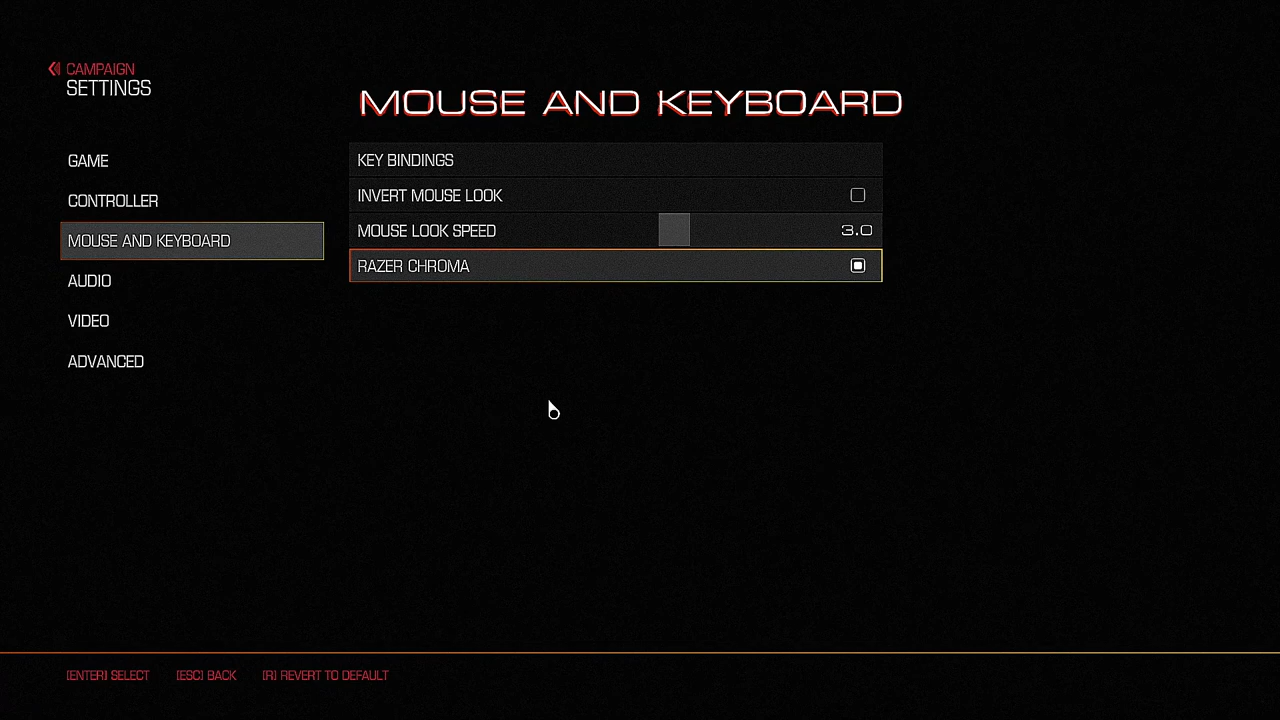 CAMPAIGN
SETTINGS
MOUSE AND KEYBOARD
GAME
CONTROLLER
MOUSE AND KEYBOARD
AUDIO
VIDEO
ADVANCED
KEY BINDINGS
INVERT MOUSE LOOK
MOUSE LOOK SPEED 3.0
RAZER CHROMA
[ENTER] SELECT [ESC] BACK [R] REVERT TO DEFAULT